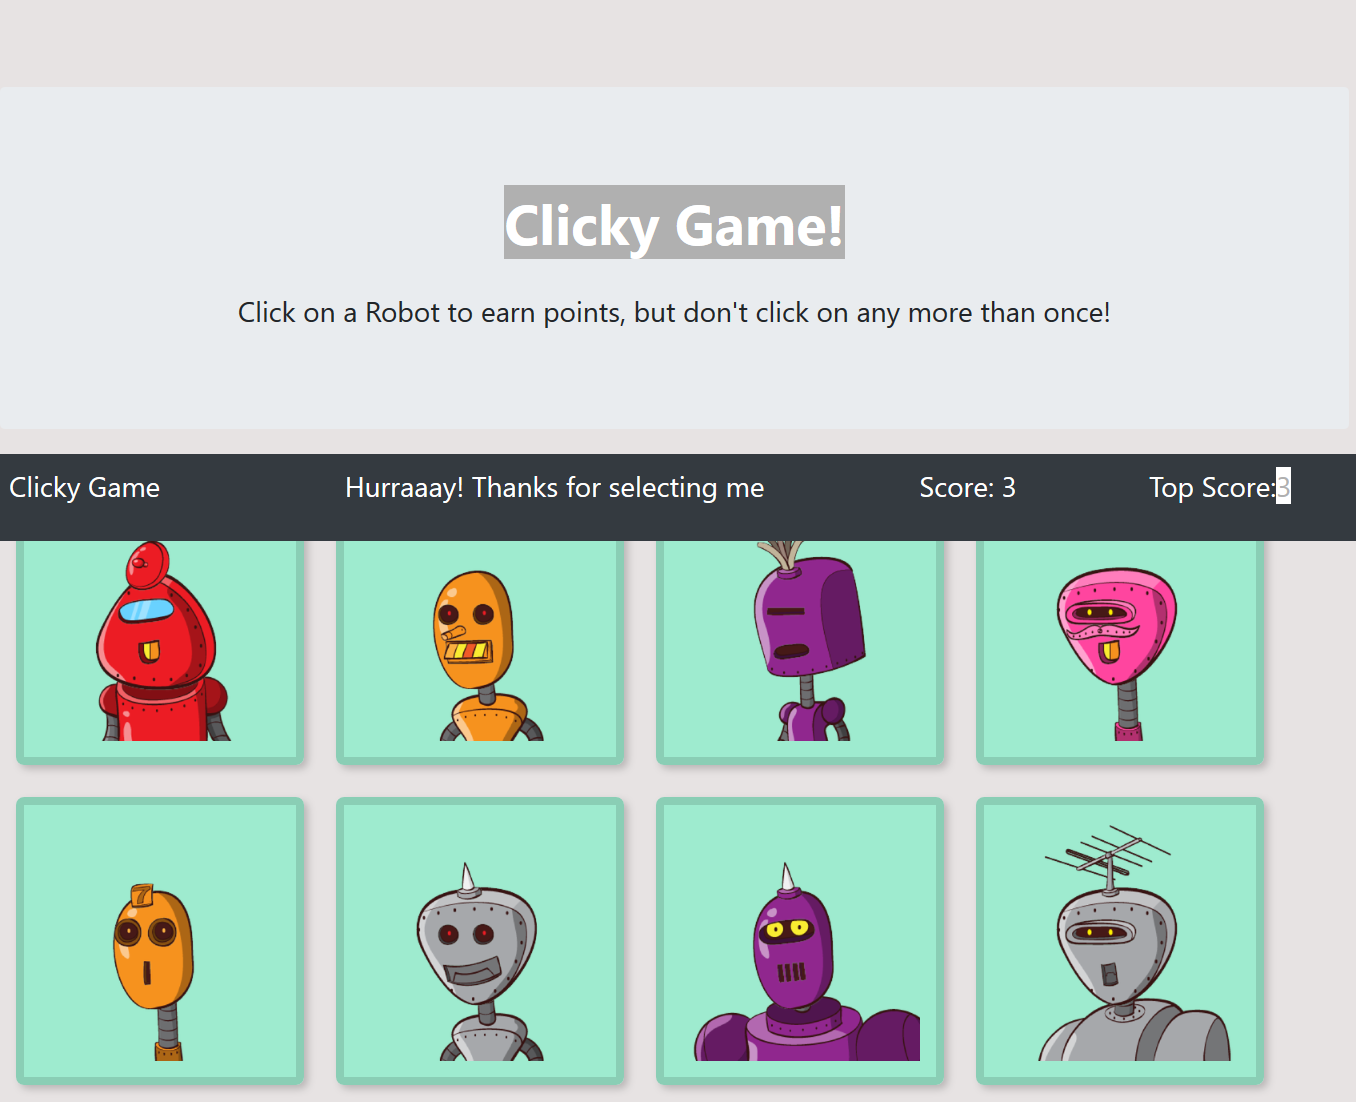 Clicky Game!
Click on a Robot to earn points, but don't click on any more than once!
Clicky Game Hurraaay! Thanks for selecting me Score: 3 Top Score:3
7